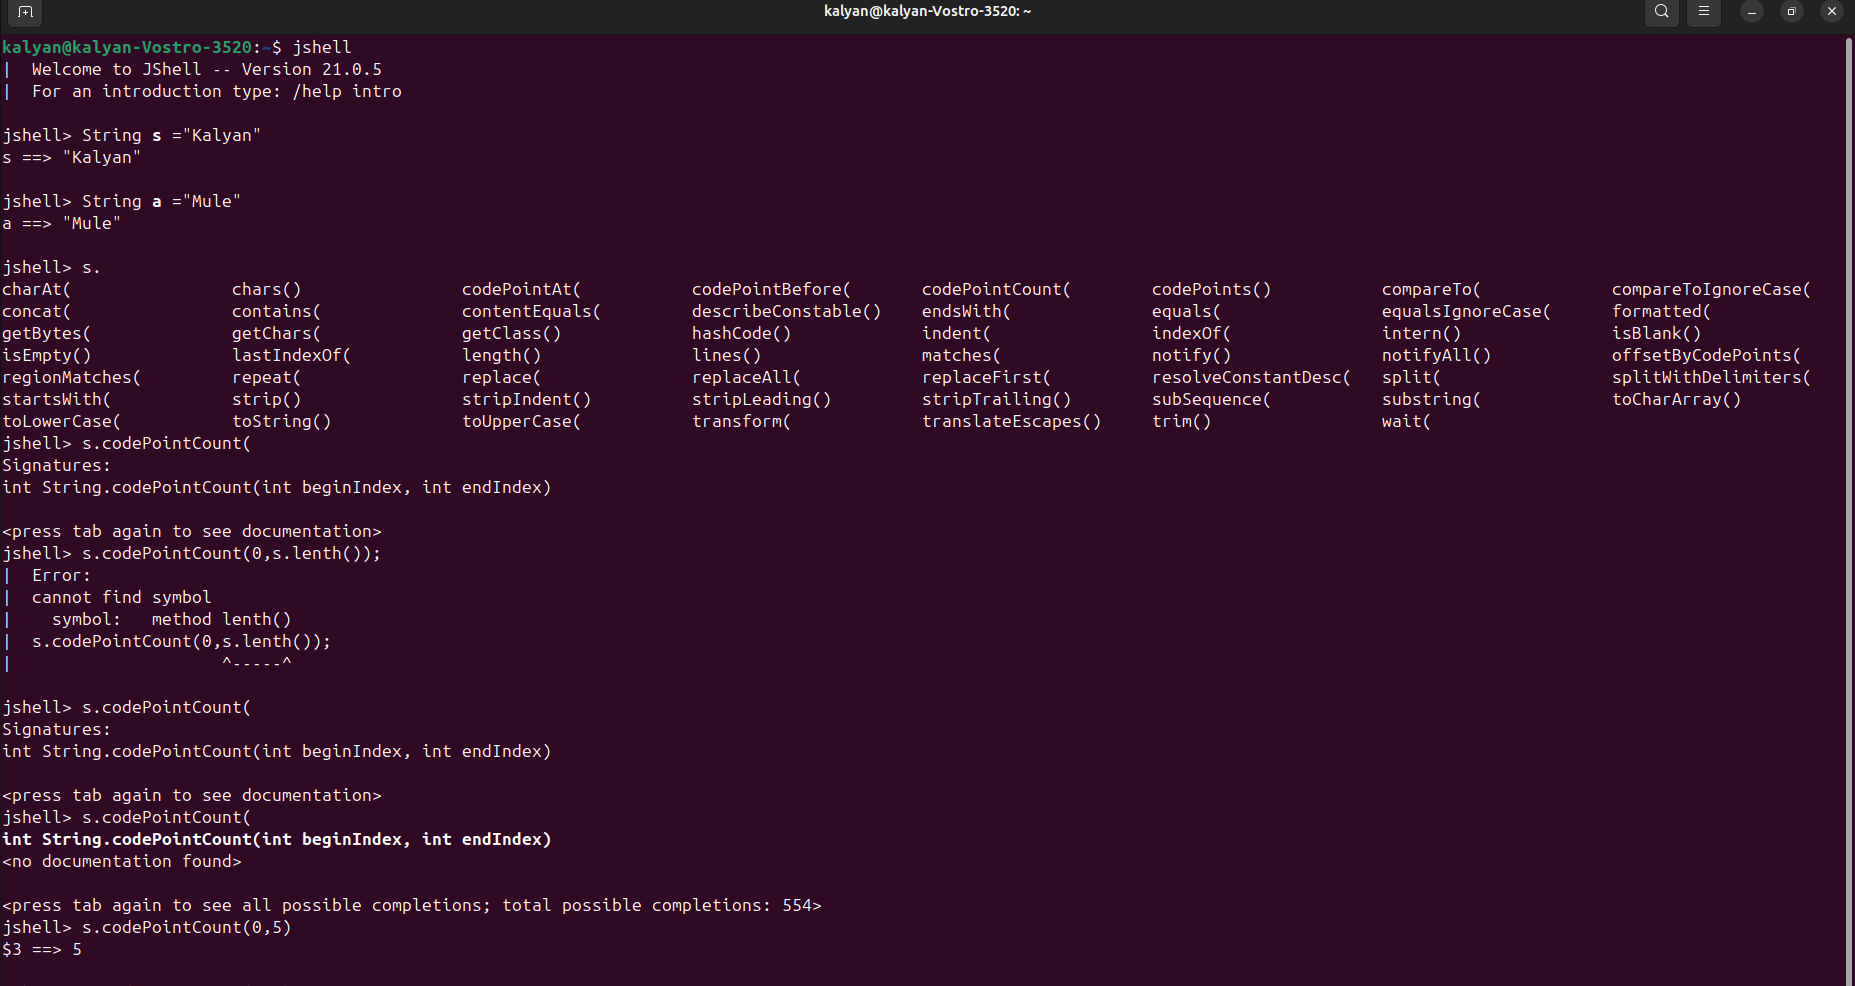 kalyan@kalyan-Vostro-3520: ~
kalyan@kalyan-Vostro-3520:~$ jshell
|  Welcome to JShell -- Version 21.0.5
|  For an introduction type: /help intro
jshell> String s ="Kalyan"
s ==> "Kalyan"
jshell> String a ="Mule"
a ==> "Mule"
jshell> s.
charAt( chars() codePointAt( codePointBefore( codePointCount( codePoints() compareTo( compareToIgnoreCase(
concat( contains( contentEquals( describeConstable() endsWith( equals( equalsIgnoreCase( formatted(
getBytes( getChars( getClass() hashCode() indent( indexOf( intern() isBlank()
isEmpty() lastIndexOf( length() lines() matches( notify() notifyAll() offsetByCodePoints(
regionMatches( repeat( replace( replaceAll( replaceFirst( resolveConstantDesc( split( splitWithDelimiters(
startsWith( strip() stripIndent() stripLeading() stripTrailing() subSequence( substring( toCharArray()
toLowerCase( toString() toUpperCase( transform( translateEscapes() trim() wait(
jshell> s.codePointCount(
Signatures:
int String.codePointCount(int beginIndex, int endIndex)
<press tab again to see documentation>
jshell> s.codePointCount(0,s.lenth());
|  Error:
|  cannot find symbol
|    symbol:   method lenth()
|  s.codePointCount(0,s.lenth());
|                     ^-----^
jshell> s.codePointCount(
Signatures:
int String.codePointCount(int beginIndex, int endIndex)
<press tab again to see documentation>
jshell> s.codePointCount(
int String.codePointCount(int beginIndex, int endIndex)
<no documentation found>
<press tab again to see all possible completions; total possible completions: 554>
jshell> s.codePointCount(0,5)
$3 ==> 5